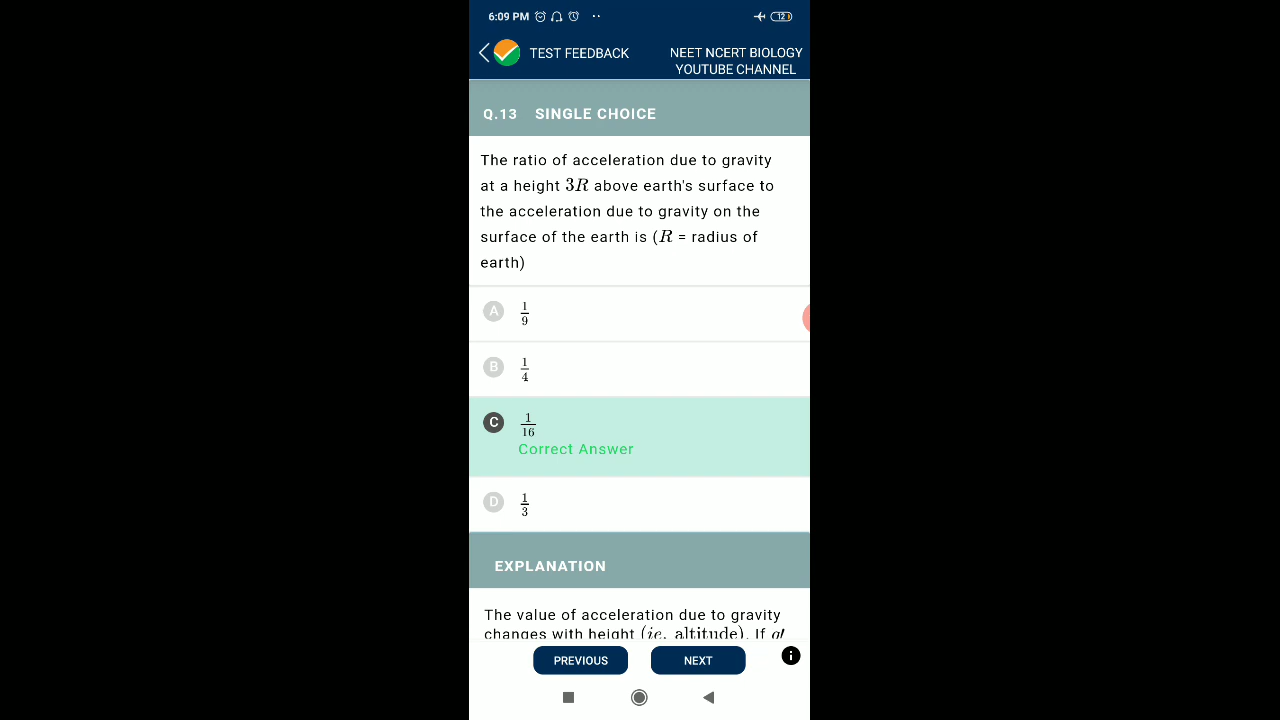 6:09 PM 12
TEST FEEDBACK
NEET NCERT BIOLOGY
YOUTUBE CHANNEL
Q.13 SINGLE CHOICE
The ratio of acceleration due to gravity
at a height 3R above earth's surface to
the acceleration due to gravity on the
surface of the earth is (R = radius of
earth)
A 1/9
B 1/4
C 1/16
Correct Answer
D 1/3
EXPLANATION
The value of acceleration due to gravity
changes with height (ie, altitude). If g′
PREVIOUS NEXT